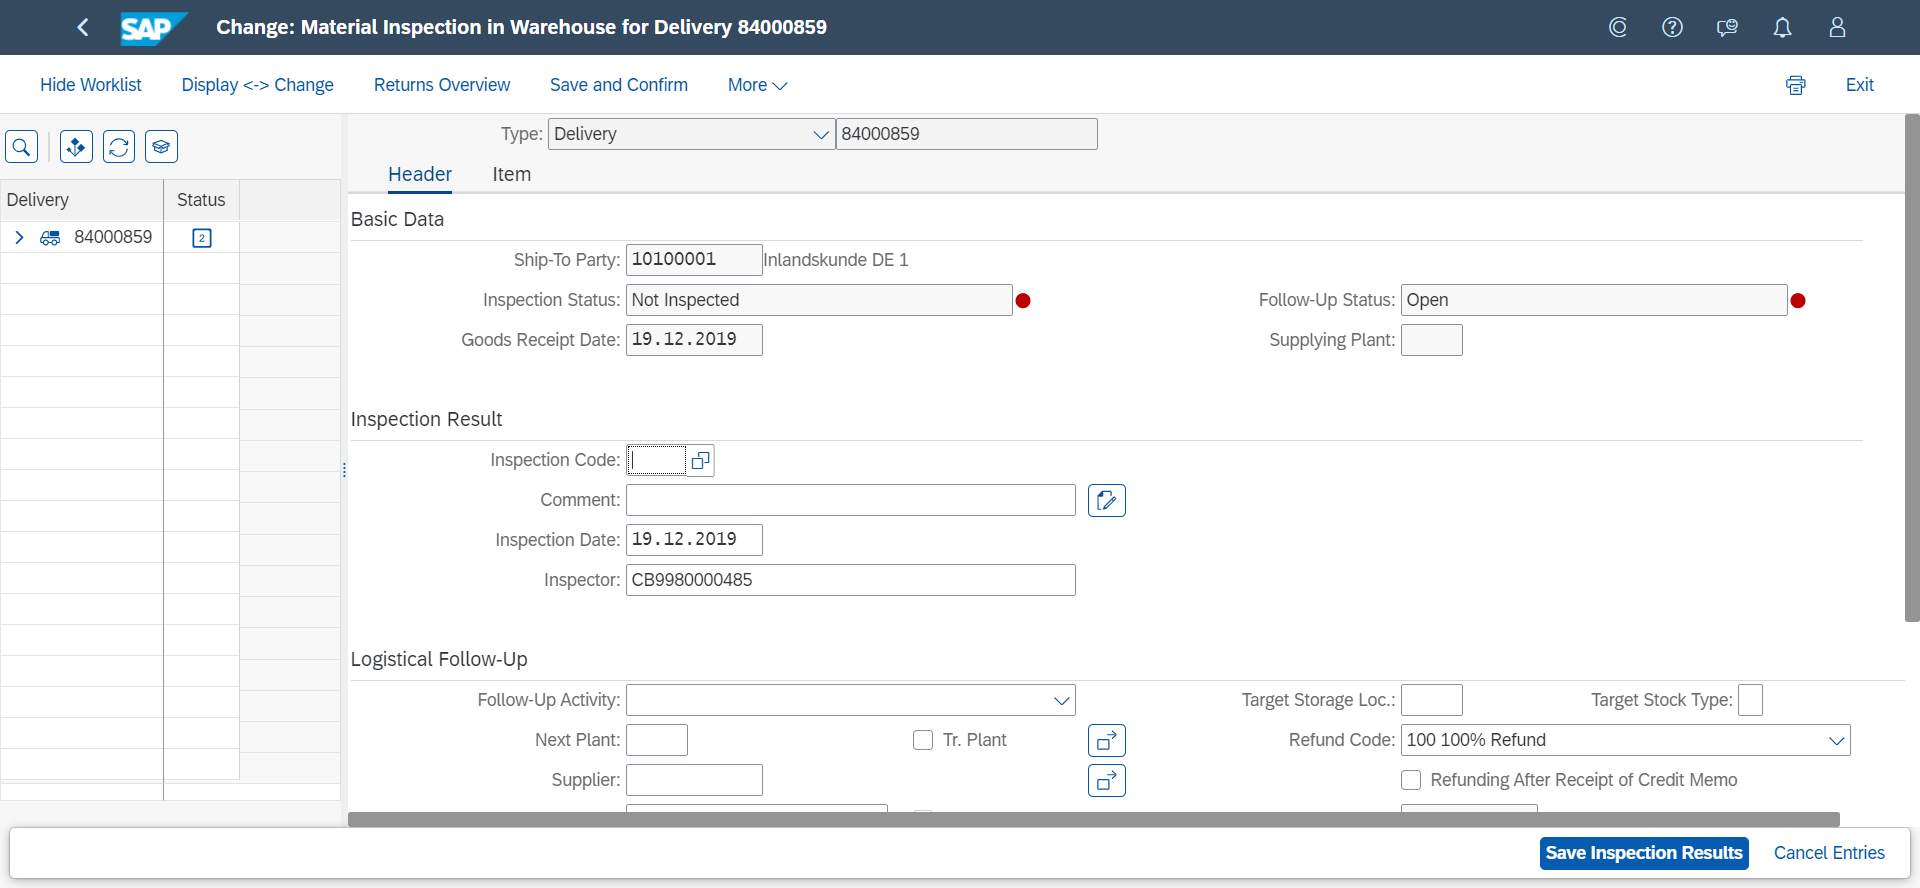 SAP Change: Material Inspection in Warehouse for Delivery 84000859
Hide Worklist Display <-> Change Returns Overview Save and Confirm More Exit
Type: Delivery 84000859
Header Item
Delivery Status
84000859 2
Basic Data
Ship-To Party: 10100001 Inlandskunde DE 1
Inspection Status: Not Inspected Follow-Up Status: Open
Goods Receipt Date: 19.12.2019 Supplying Plant:
Inspection Result
Inspection Code:
Comment:
Inspection Date: 19.12.2019
Inspector: CB9980000485
Logistical Follow-Up
Follow-Up Activity: Target Storage Loc.: Target Stock Type:
Next Plant: Tr. Plant Refund Code: 100 100% Refund
Supplier: Refunding After Receipt of Credit Memo
Save Inspection Results Cancel Entries